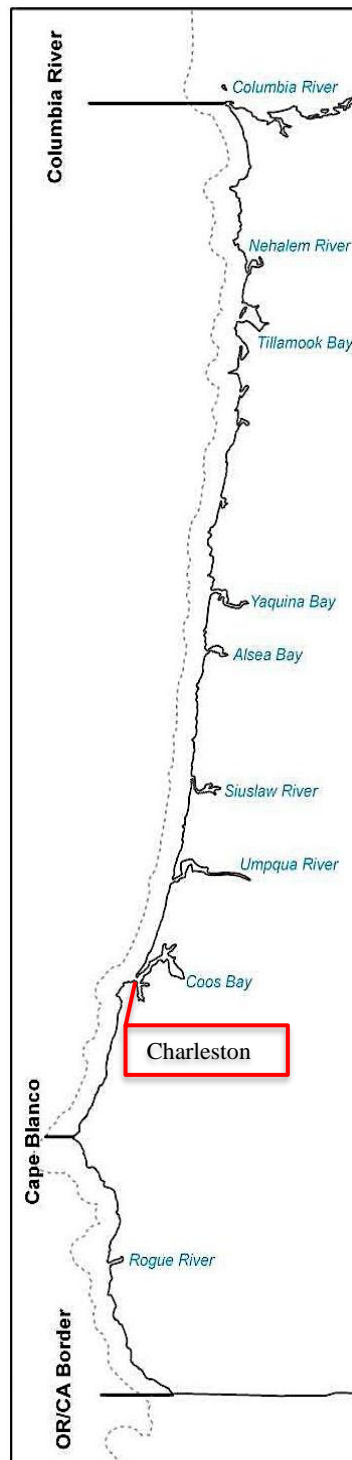 Columbia River
Columbia River
Nehalem River
Tillamook Bay
Yaquina Bay
Alsea Bay
Siuslaw River
Umpqua River
Coos Bay
Charleston
Cape Blanco
Rogue River
OR/CA Border